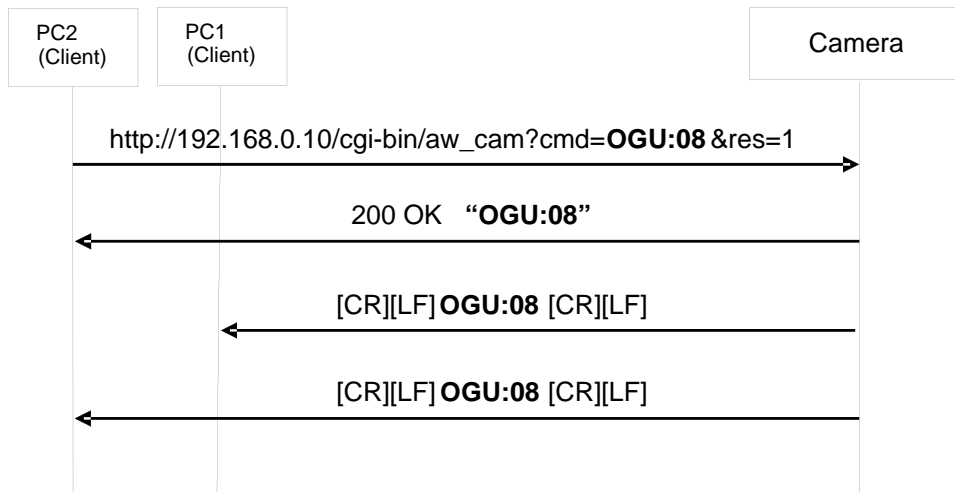 PC2
(Client)
PC1
(Client)
Camera
http://192.168.0.10/cgi-bin/aw_cam?cmd=OGU:08 &res=1
200 OK “OGU:08”
[CR][LF] OGU:08 [CR][LF]
[CR][LF] OGU:08 [CR][LF]